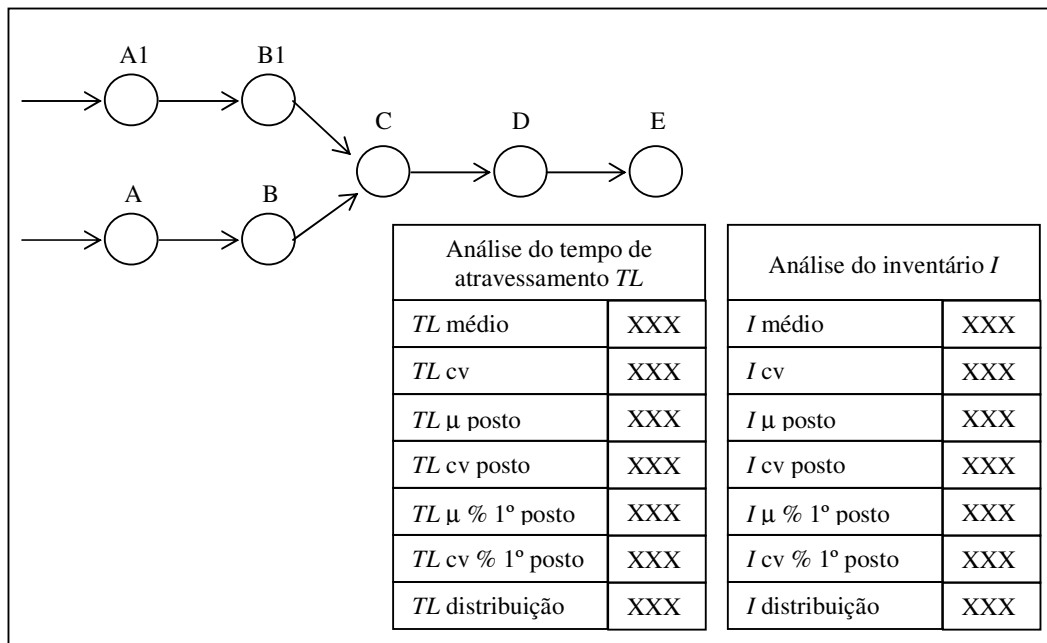 A1 B1
C D E
A B
Análise do tempo de
atravessamento TL
TL médio XXX
TL cv XXX
TL µ posto XXX
TL cv posto XXX
TL µ % 1º posto XXX
TL cv % 1º posto XXX
TL distribuição XXX
Análise do inventário I
I médio XXX
I cv XXX
I µ posto XXX
I cv posto XXX
I µ % 1º posto XXX
I cv % 1º posto XXX
I distribuição XXX